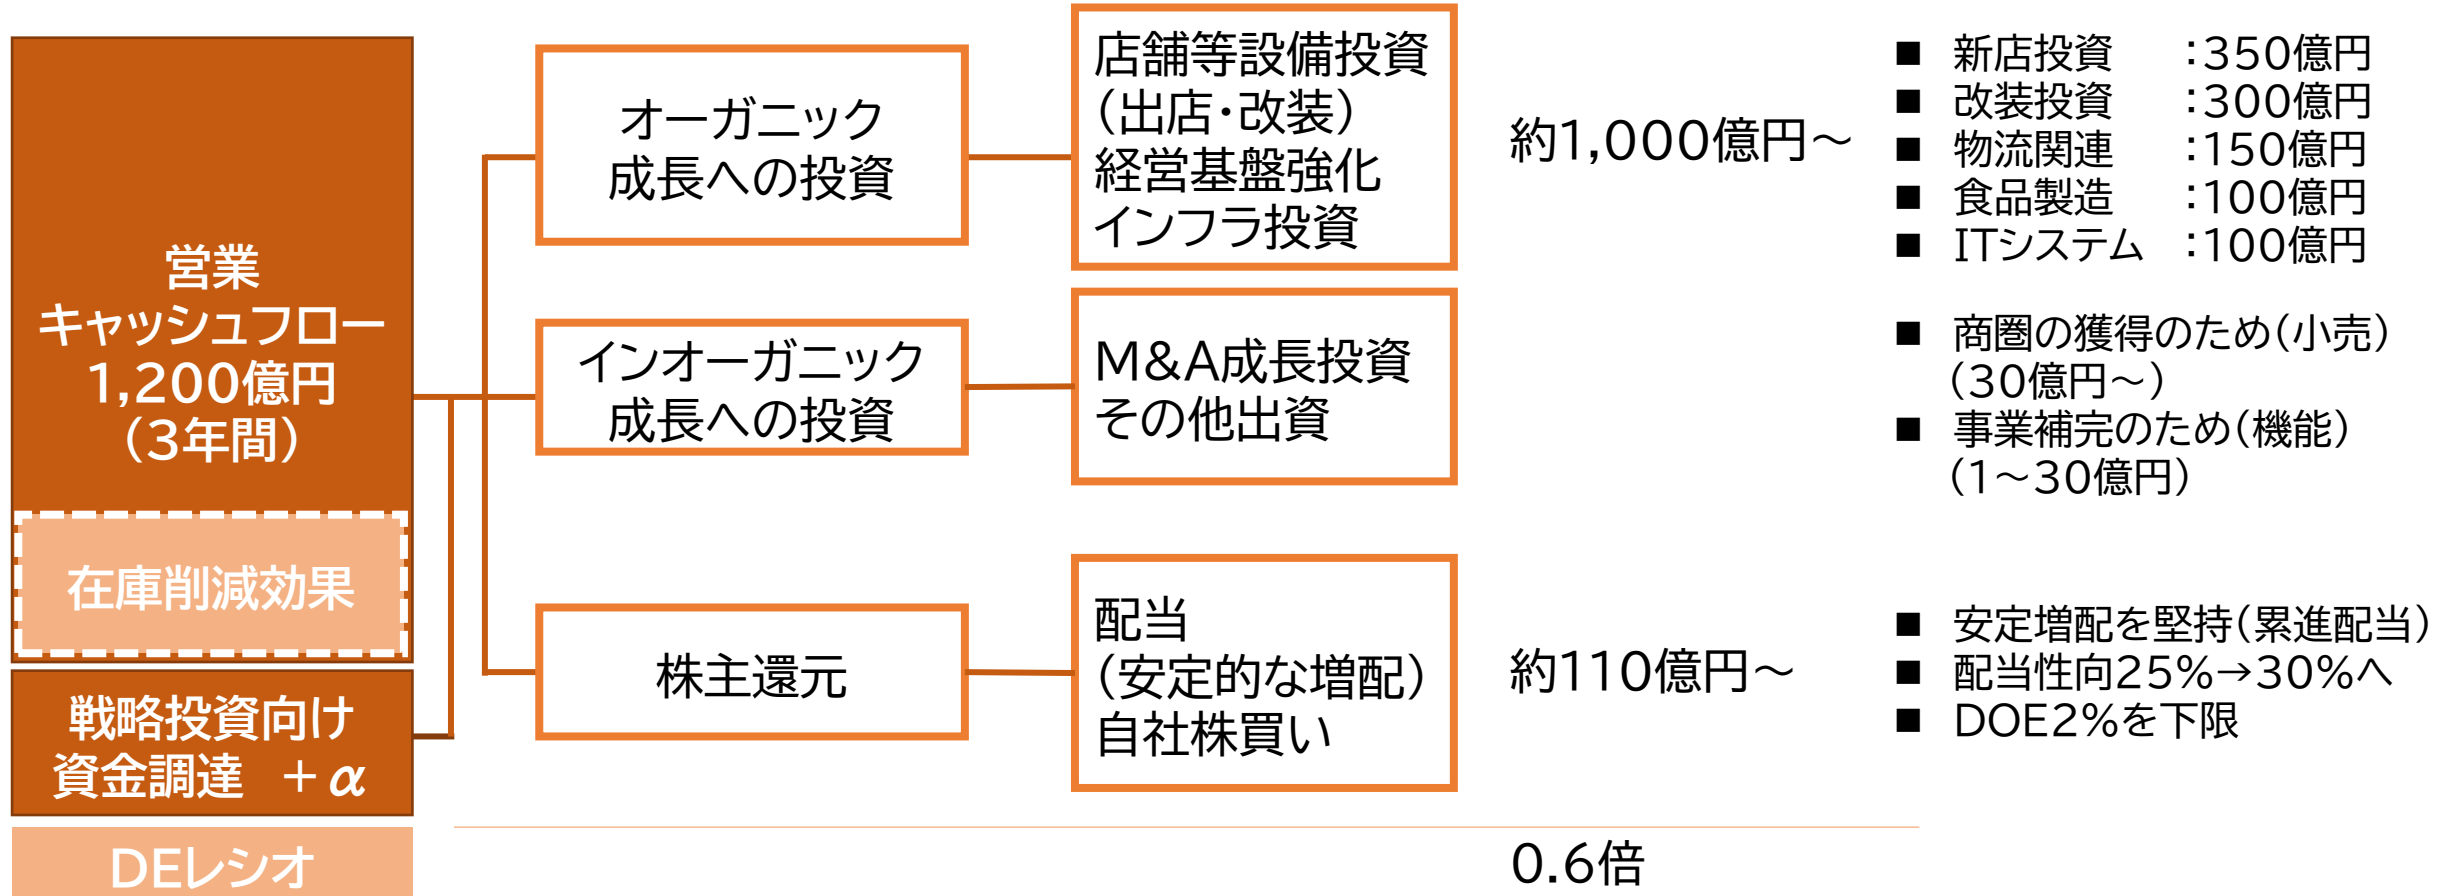 営業
キャッシュフロー
1,200億円
(3年間)
在庫削減効果
戦略投資向け
資金調達 +α
DEレシオ
オーガニック
成長への投資
店舗等設備投資
(出店・改装)
経営基盤強化
インフラ投資
約1,000億円～
■ 新店投資 :350億円
■ 改装投資 :300億円
■ 物流関連 :150億円
■ 食品製造 :100億円
■ ITシステム :100億円
インオーガニック
成長への投資
M&A成長投資
その他出資
■ 商圏の獲得のため(小売)
(30億円～)
■ 事業補完のため(機能)
(1～30億円)
株主還元
配当
(安定的な増配)
自社株買い
約110億円～
■ 安定増配を堅持(累進配当)
■ 配当性向25%→30%へ
■ DOE2%を下限
0.6倍